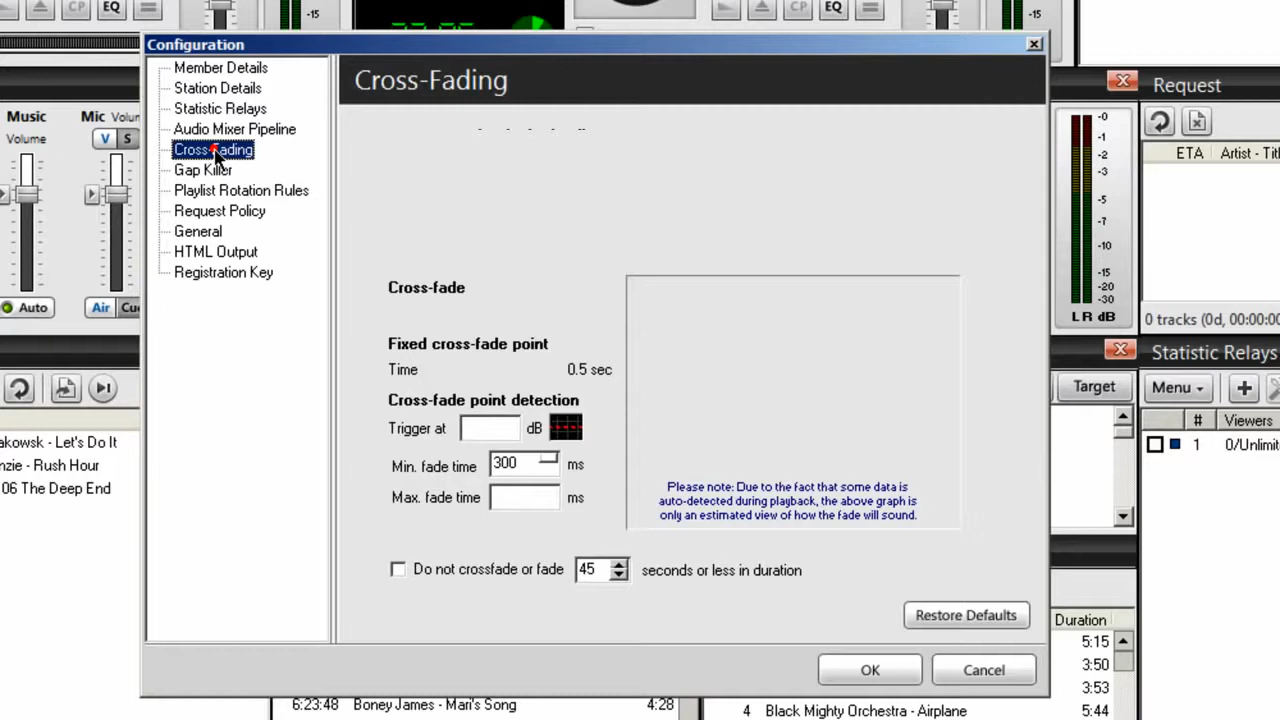 CP EQ
-15
-15
CP EQ
-15
Configuration
Member Details
Station Details
Statistic Relays
Audio Mixer Pipeline
Cross-Fading
Gap Killer
Playlist Rotation Rules
Request Policy
General
HTML Output
Registration Key
Cross-Fading
Cross-fade
Fixed cross-fade point
Time 0.5 sec
Cross-fade point detection
Trigger at dB
Min. fade time 300 ms
Max. fade time ms
Please note: Due to the fact that some data is
auto-detected during playback, the above graph is
only an estimated view of how the fade will sound.
Do not crossfade or fade 45 seconds or less in duration
Restore Defaults
OK Cancel
Music
Volume
Mic
V S
Auto
Air
akowsk - Let's Do It
nzie - Rush Hour
06 The Deep End
-0
-1
-2
-3
-5
-7
-10
-15
-20
-30
L R dB
Request
ETA Artist -
0 tracks (0d, 00:00:00
Statistic Relays
Target
Menu
# Viewers
1 0/Unlimit
Duration
5:15
3:50
3:53
5:44
6:23:48 Boney James - Mari's Song 4:28
4 Black Mighty Orchestra - Airplane